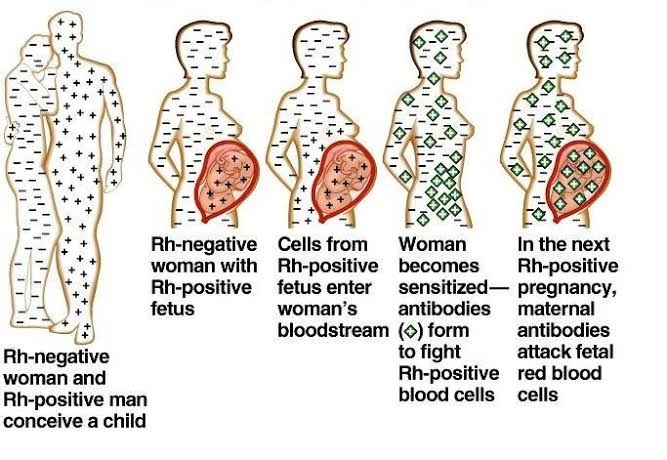 Rh-negative
woman and
Rh-positive man
conceive a child
Rh-negative
woman with
Rh-positive
fetus
Cells from
Rh-positive
fetus enter
woman's
bloodstream
Woman
becomes
sensitized—
antibodies
(⟐) form
to fight
Rh-positive
blood cells
In the next
Rh-positive
pregnancy,
maternal
antibodies
attack fetal
red blood
cells